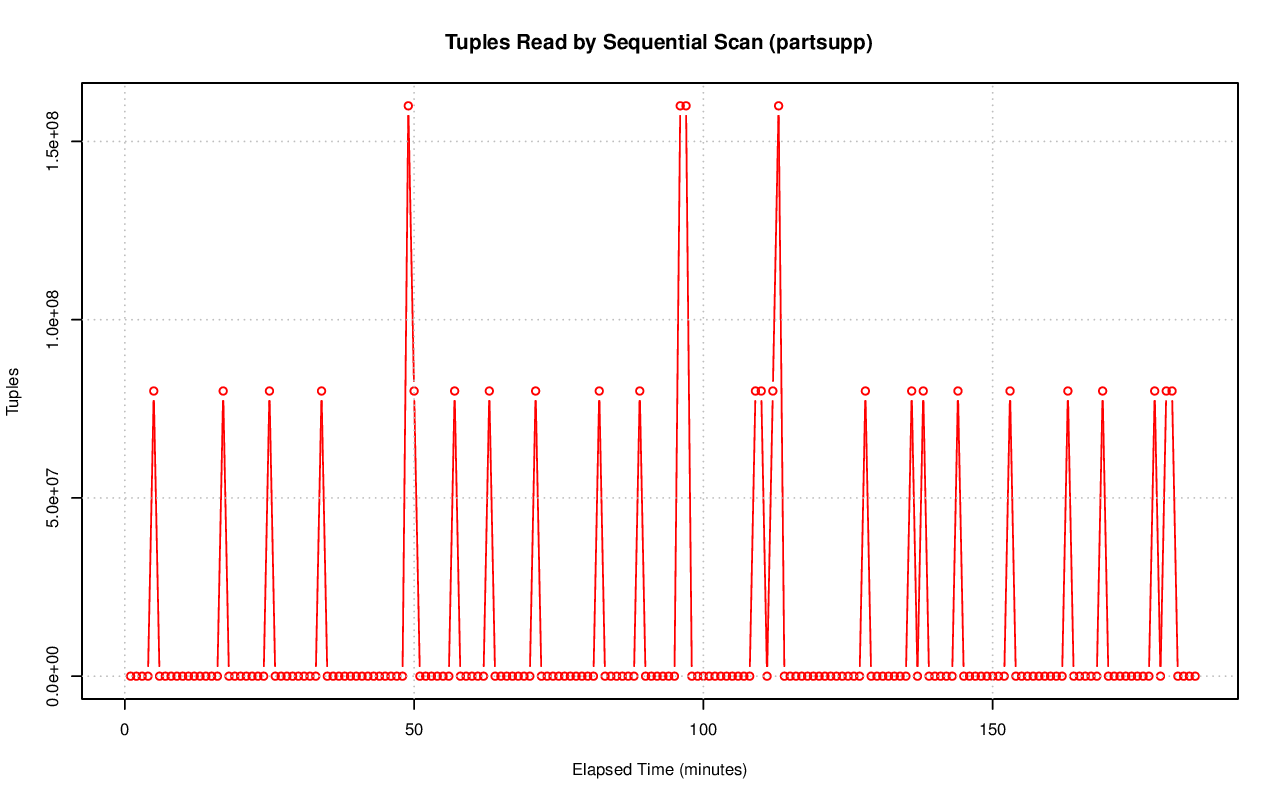 Tuples Read by Sequential Scan (partsupp)
Tuples
1.5e+08
1.0e+08
5.0e+07
0.0e+00
0 50 100 150
Elapsed Time (minutes)